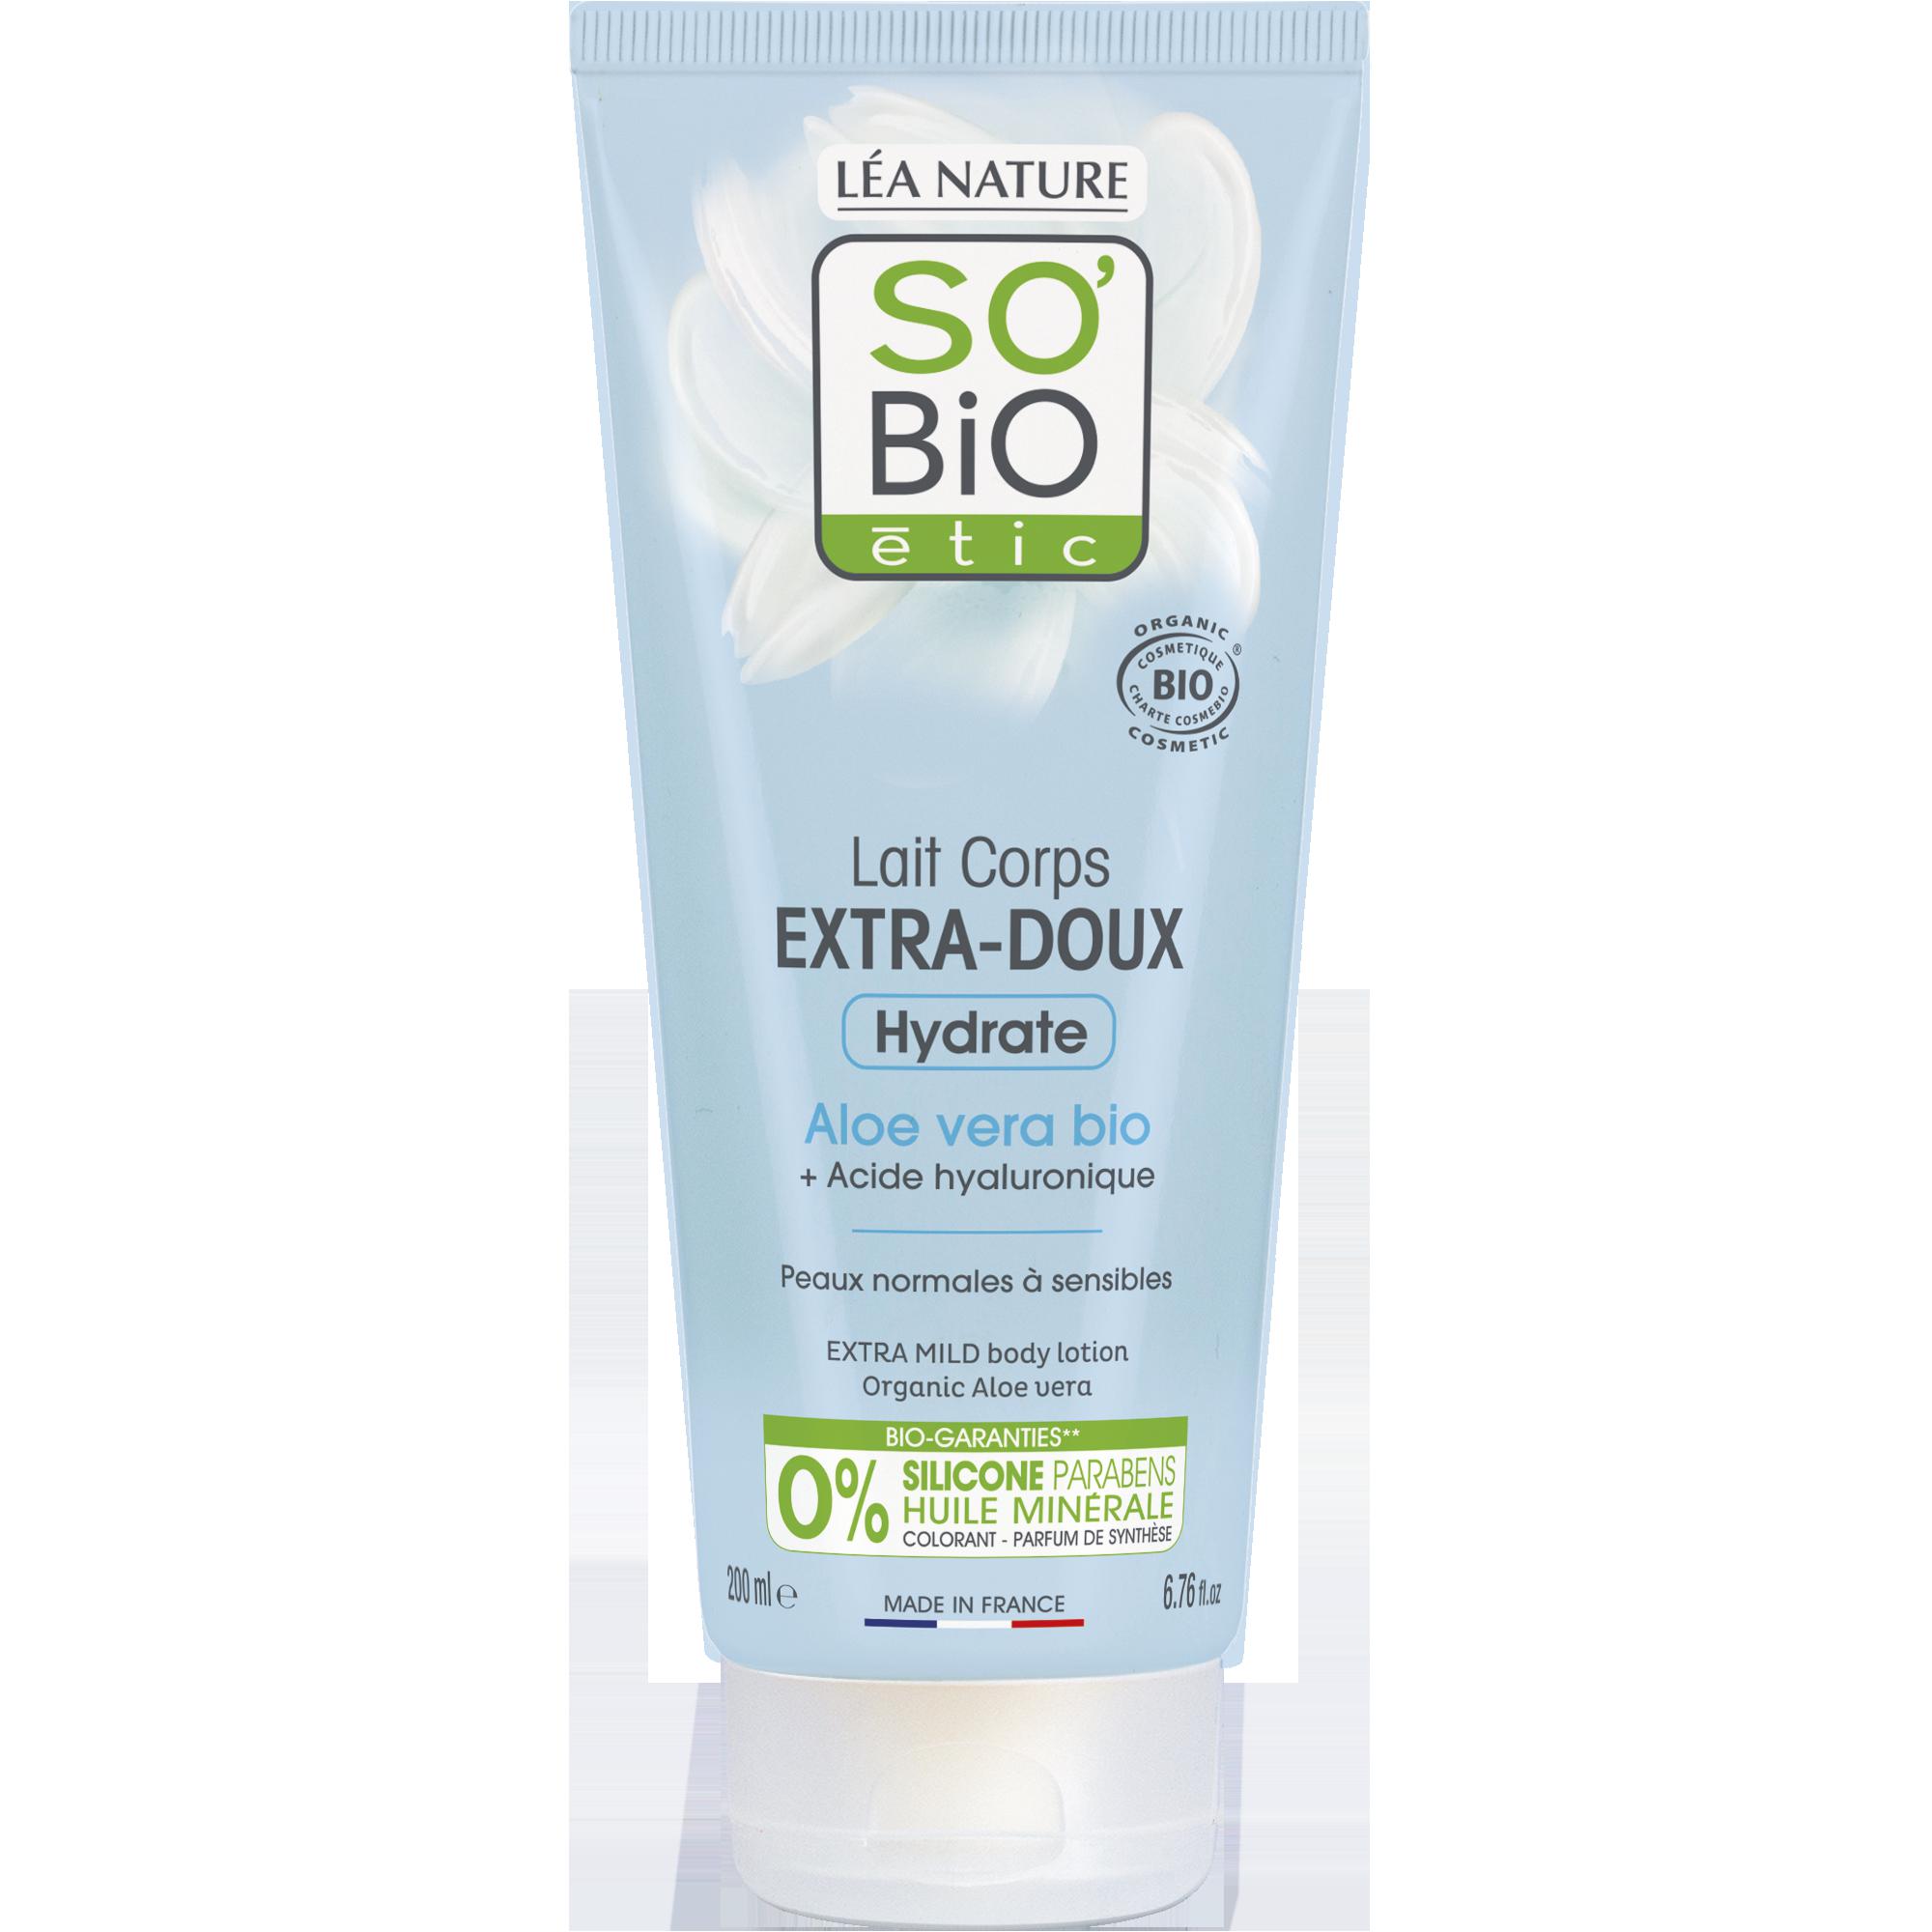 LÉA NATURE
SO'
BiO
ētic
ORGANIC
COSMETIQUE
®
BIO
CHARTE COSMEBIO
COSMETIC
Lait Corps
EXTRA-DOUX
Hydrate
Aloe vera bio
+ Acide hyaluronique
Peaux normales à sensibles
EXTRA MILD body lotion
Organic Aloe vera
BIO-GARANTIES**
0% SILICONE PARABENS
HUILE MINÉRALE
COLORANT - PARFUM DE SYNTHÈSE
200 ml ℮
MADE IN FRANCE
6.76 fl.oz